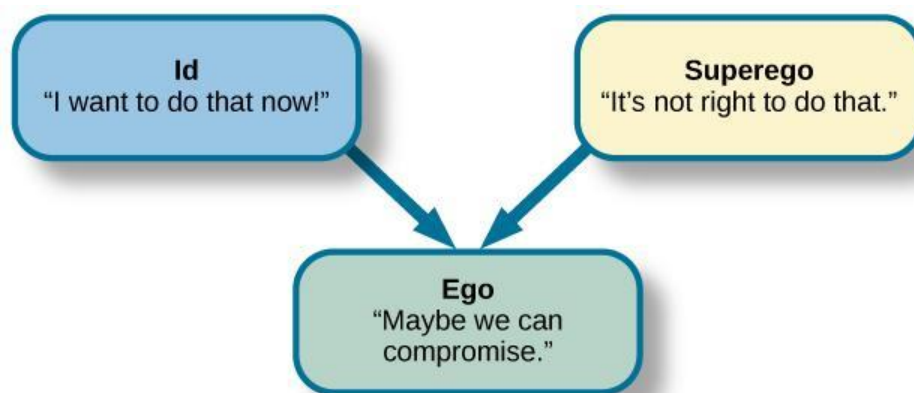 Id
“I want to do that now!”
Superego
“It’s not right to do that.”
Ego
“Maybe we can
compromise.”